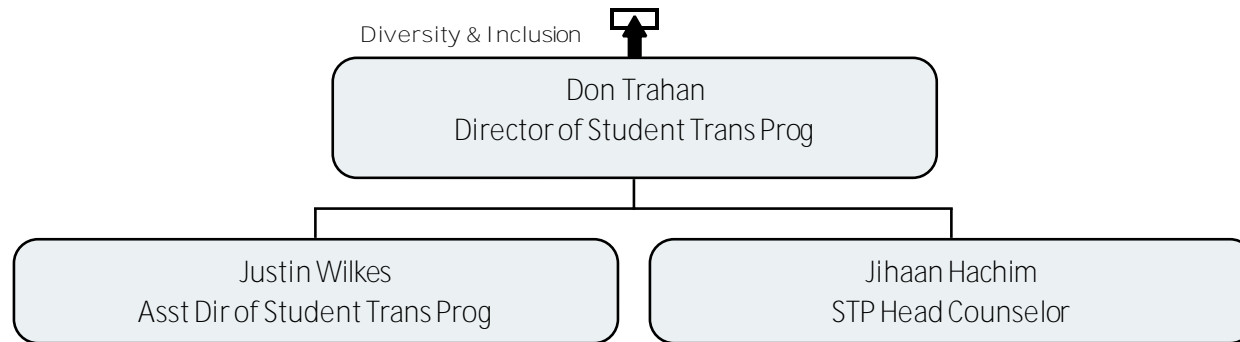 Diversity & Inclusion
Don Trahan
Director of Student Trans Prog
Justin Wilkes
Asst Dir of Student Trans Prog
Jihaan Hachim
STP Head Counselor